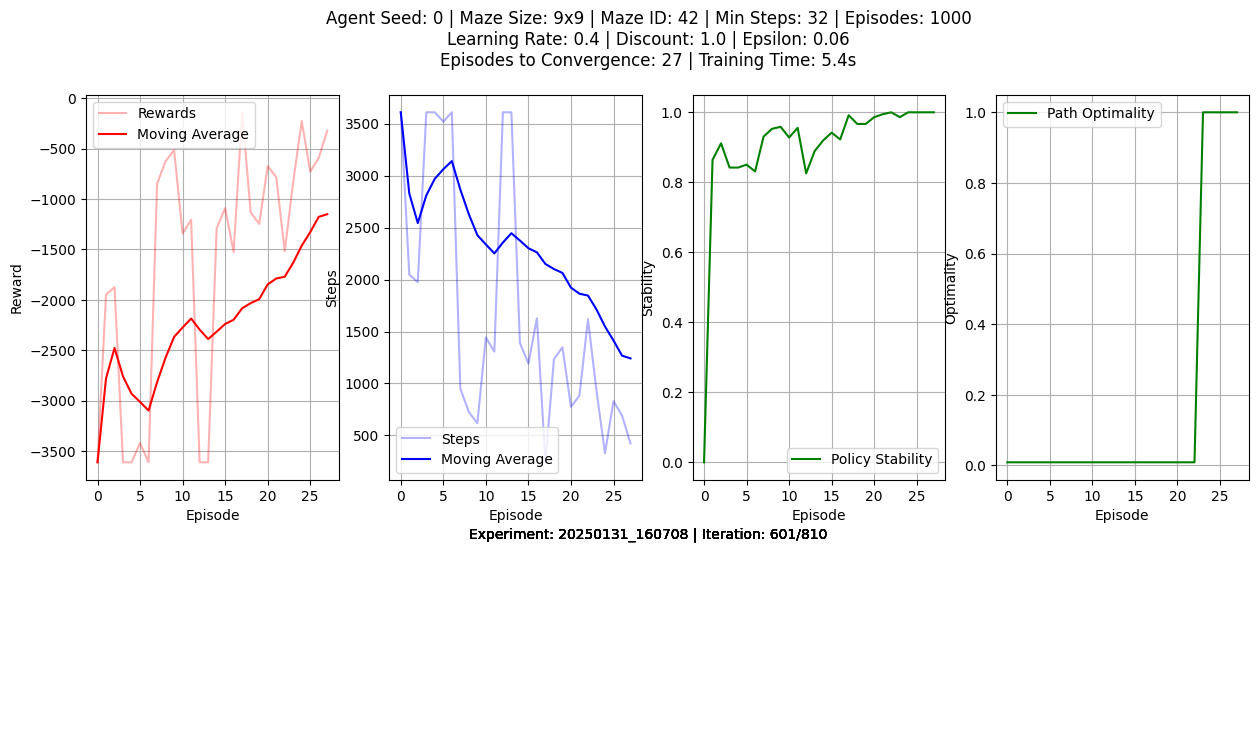 Agent Seed: 0 | Maze Size: 9x9 | Maze ID: 42 | Min Steps: 32 | Episodes: 1000
Learning Rate: 0.4 | Discount: 1.0 | Epsilon: 0.06
Episodes to Convergence: 27 | Training Time: 5.4s
Reward
0
−500
−1000
−1500
−2000
−2500
−3000
−3500
Rewards
Moving Average
0 5 10 15 20 25
Episode
Steps
3500
3000
2500
2000
1500
1000
500
Steps
Moving Average
0 5 10 15 20 25
Episode
Stability
1.0
0.8
0.6
0.4
0.2
0.0
Policy Stability
0 5 10 15 20 25
Episode
Optimality
1.0
0.8
0.6
0.4
0.2
0.0
Path Optimality
0 5 10 15 20 25
Episode
Experiment: 20250131_160708 | Iteration: 601/810